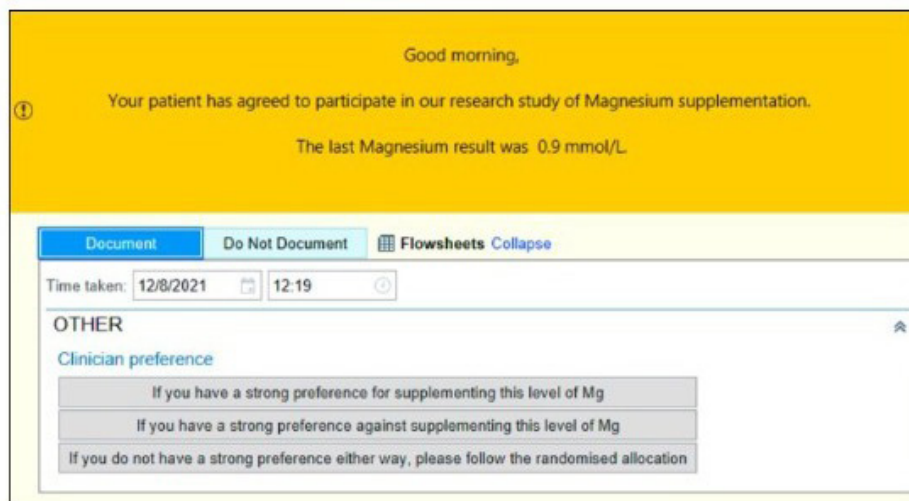 Good morning,
Your patient has agreed to participate in our research study of Magnesium supplementation.
The last Magnesium result was 0.9 mmol/L.
Document Do Not Document Flowsheets Collapse
Time taken: 12/8/2021 12:19
OTHER
Clinician preference
If you have a strong preference for supplementing this level of Mg
If you have a strong preference against supplementing this level of Mg
If you do not have a strong preference either way, please follow the randomised allocation